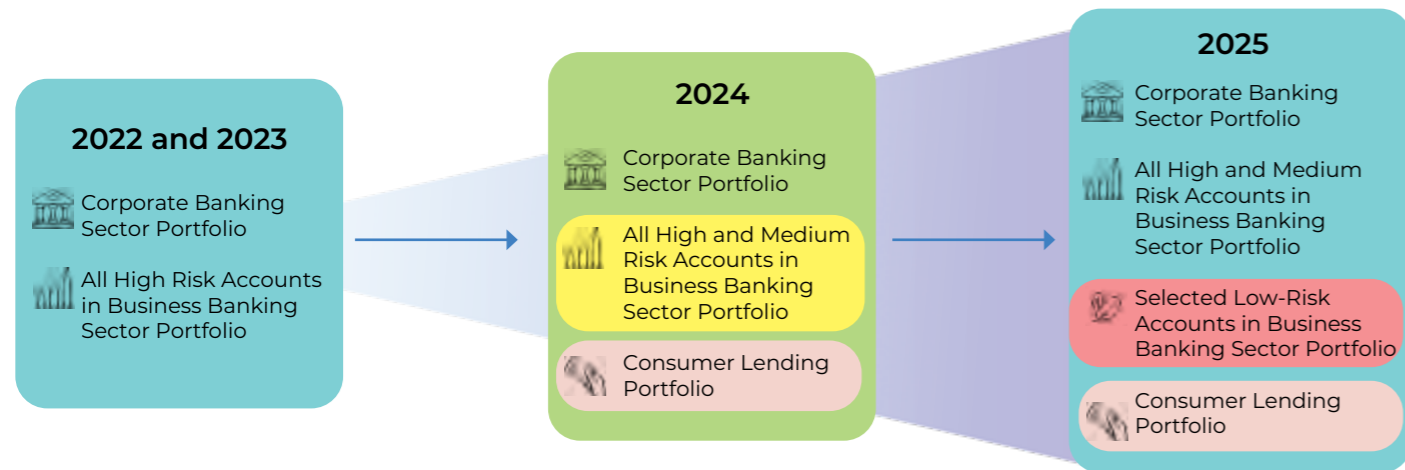 2022 and 2023
Corporate Banking
Sector Portfolio
All High Risk Accounts
in Business Banking
Sector Portfolio
2024
Corporate Banking
Sector Portfolio
All High and Medium
Risk Accounts in
Business Banking
Sector Portfolio
Consumer Lending
Portfolio
2025
Corporate Banking
Sector Portfolio
All High and Medium
Risk Accounts in
Business Banking
Sector Portfolio
Selected Low-Risk
Accounts in Business
Banking Sector Portfolio
Consumer Lending
Portfolio